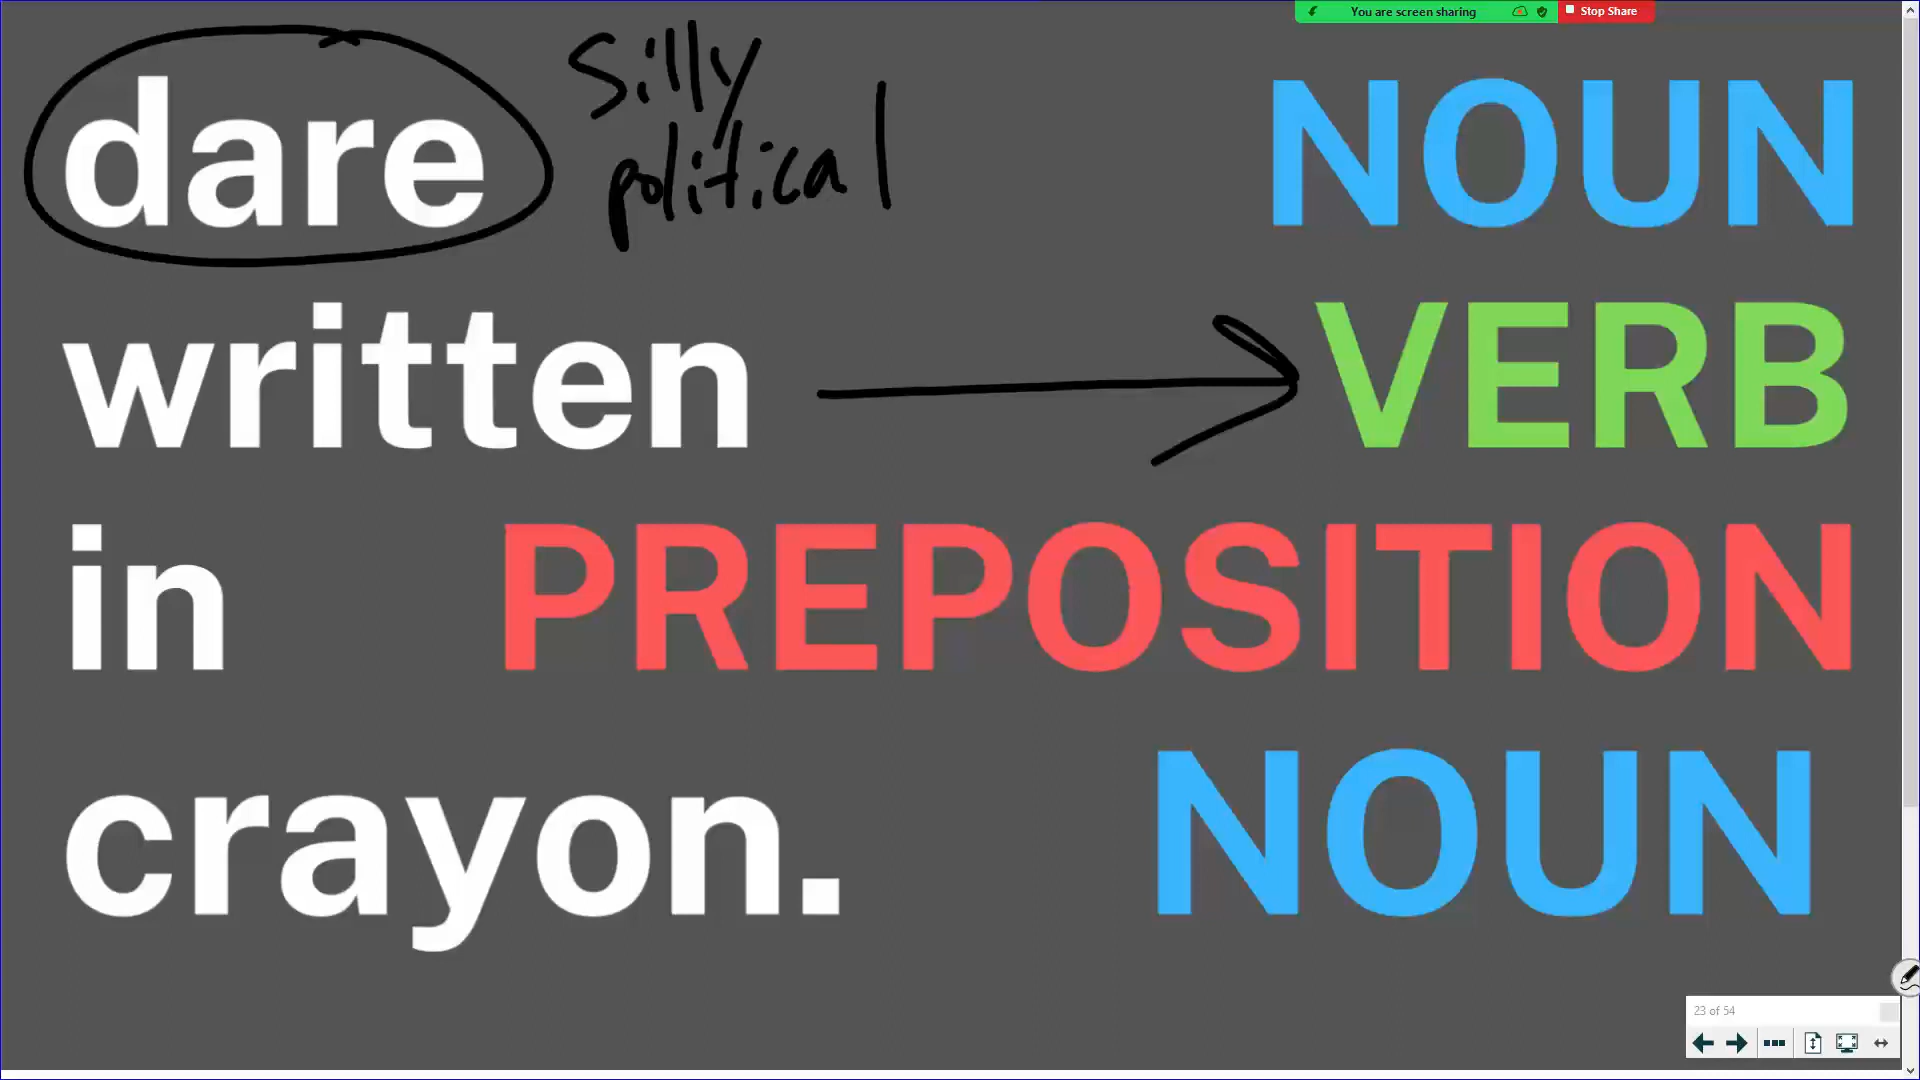 You are screen sharing Stop Share
dare silly NOUN
political
written VERB
in PREPOSITION
crayon. NOUN
23 of 54